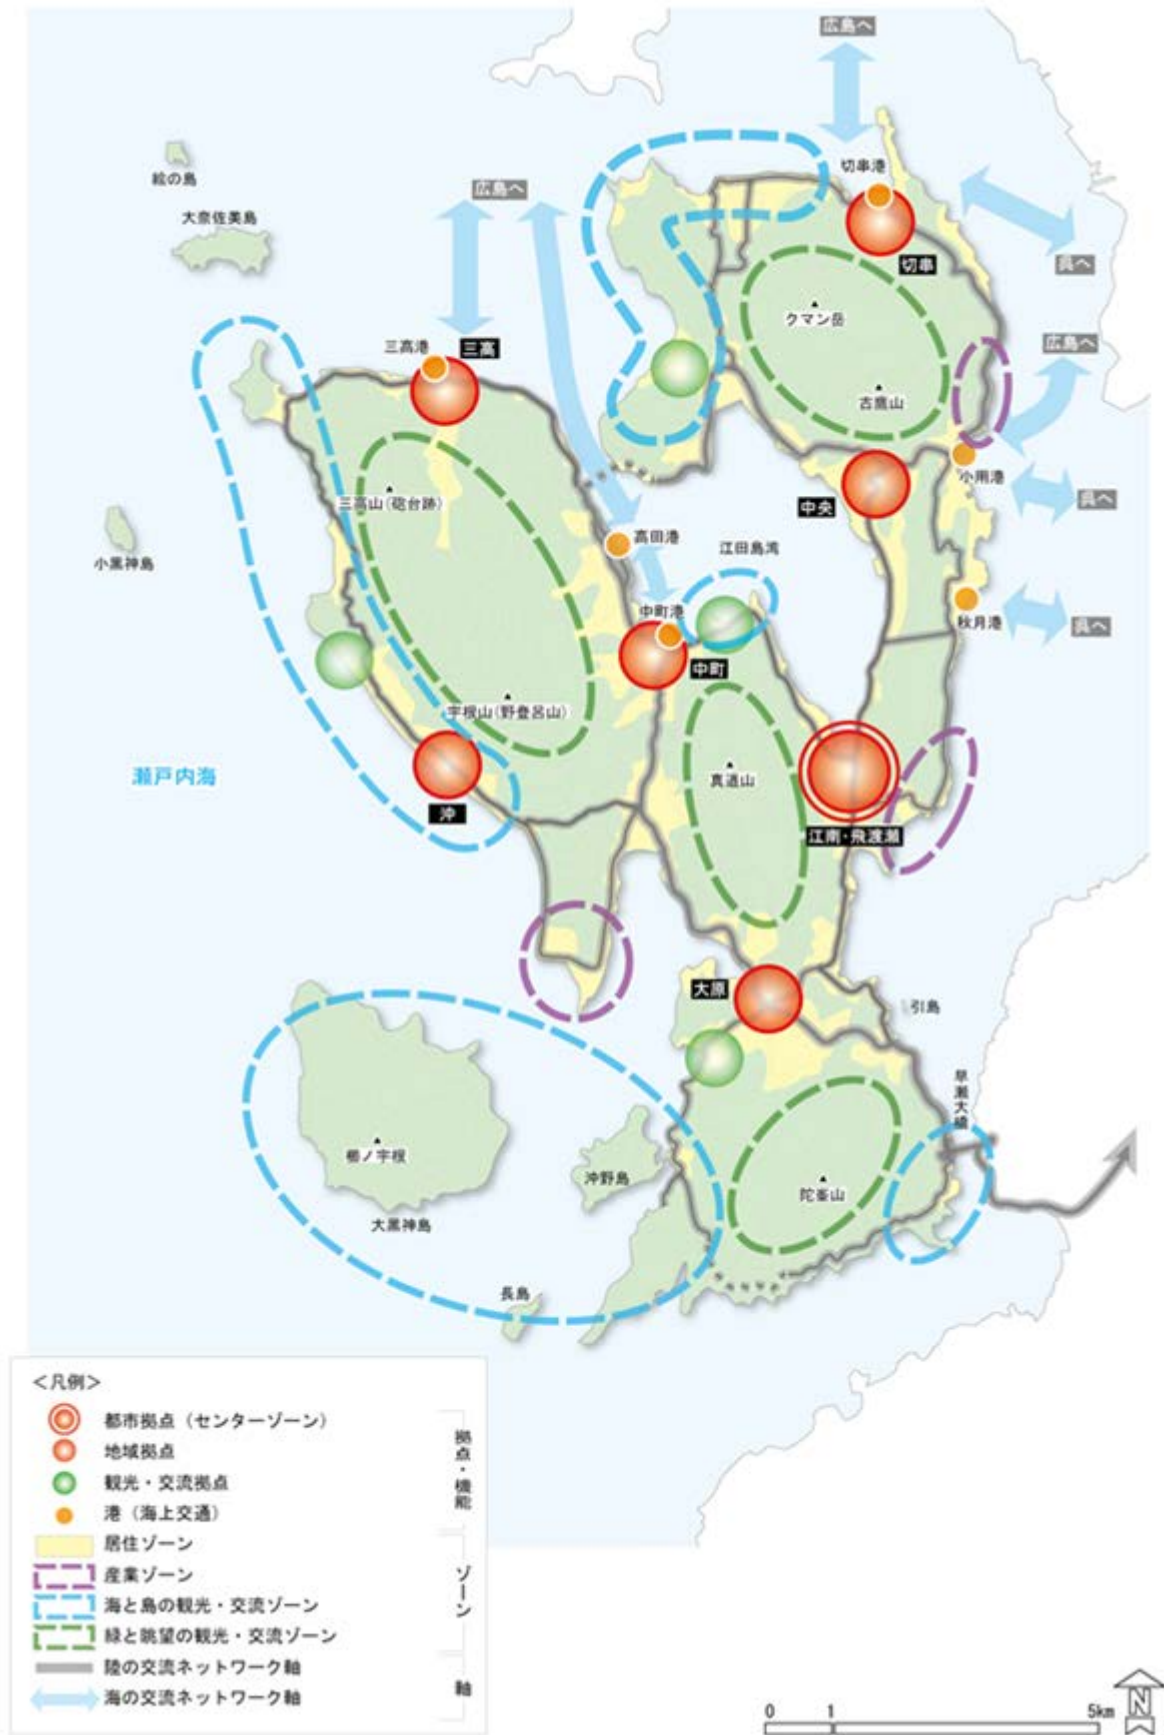 広島へ
切串港
広島へ
絵の島
大奈佐美島
呉へ
切串
クマン岳
広島へ
三高港
三高
古鷹山
小用港
三高山(砲台跡)
呉へ
中央
高田港
江田島湾
小黒神島
中町港
秋月港
呉へ
中町
宇根山(野登呂山)
瀬戸内海
真道山
沖
江南・飛渡瀬
大原
引島
早瀬大橋
櫛ノ宇根
沖野島
陀峯山
大黒神島
長島
<凡例>
都市拠点(センターゾーン)
地域拠点
観光・交流拠点
港(海上交通)
拠点・機能
居住ゾーン
産業ゾーン
海と島の観光・交流ゾーン
緑と眺望の観光・交流ゾーン
ゾーン
陸の交流ネットワーク軸
海の交流ネットワーク軸
軸
0 1 5km
N